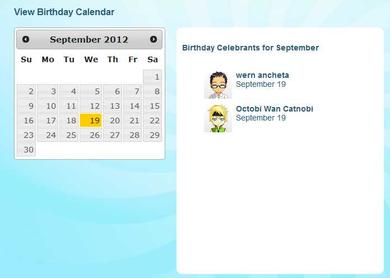 View Birthday Calendar
September 2012
Su Mo Tu We Th Fr Sa
1
2 3 4 5 6 7 8
9 10 11 12 13 14 15
16 17 18 19 20 21 22
23 24 25 26 27 28 29
30
Birthday Celebrants for September
wern ancheta
September 19
Octobi Wan Catnobi
September 19